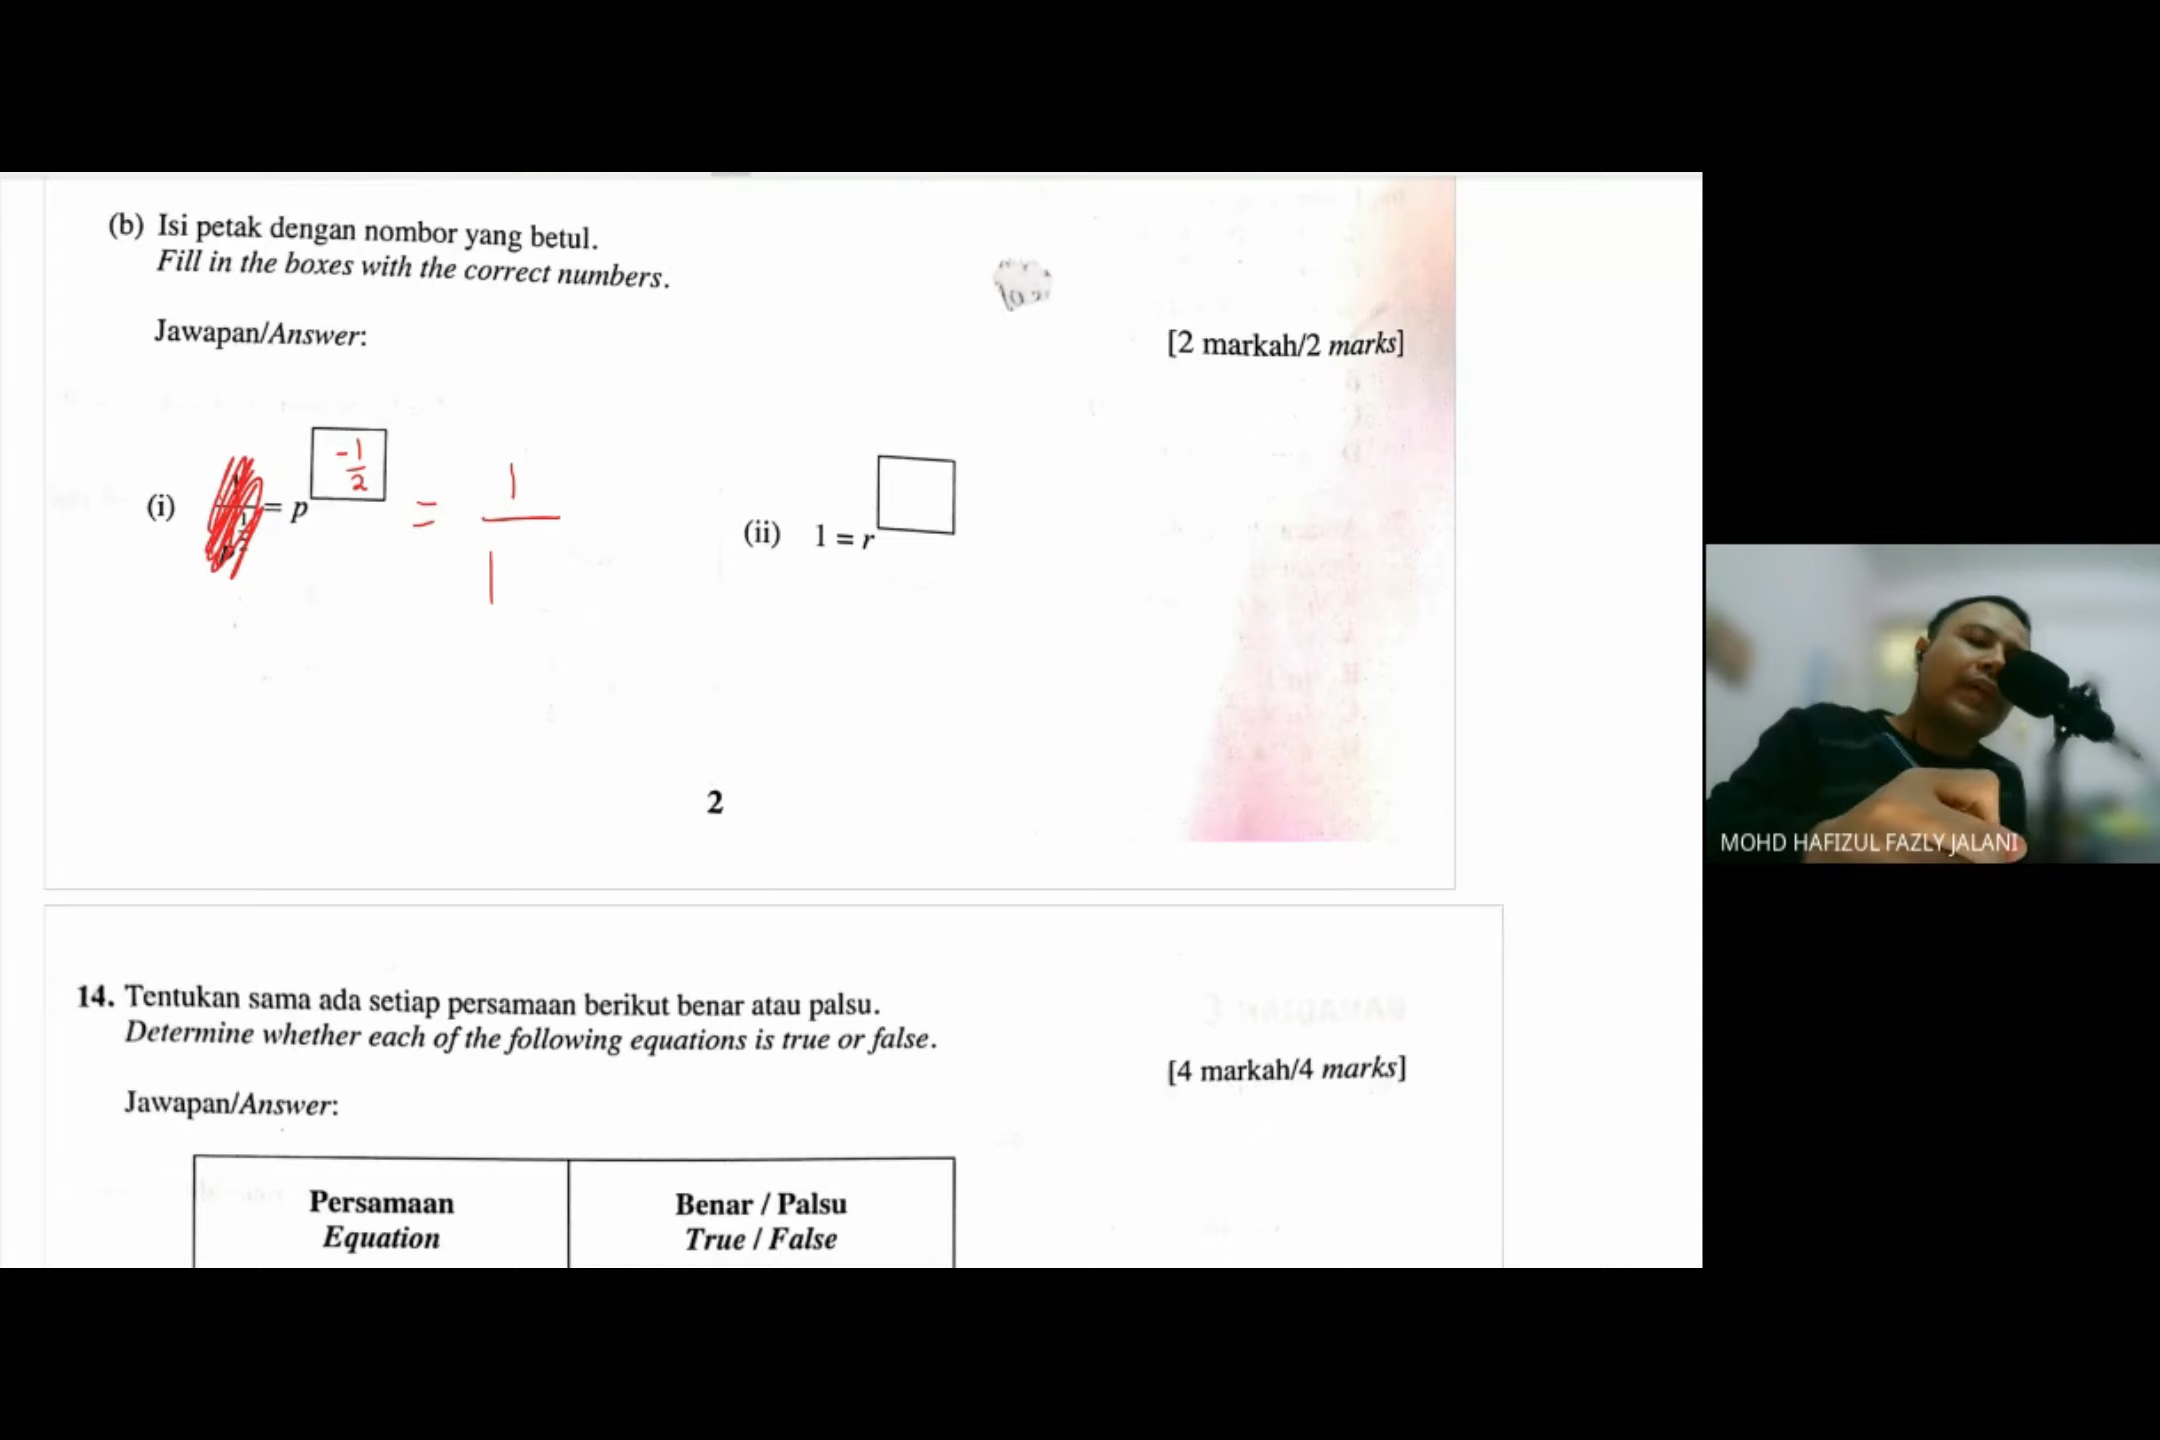 (b) Isi petak dengan nombor yang betul.
Fill in the boxes with the correct numbers.
Jawapan/Answer:
[2 markah/2 marks]
(i) = p -1/2 = 1
1
(ii) 1 = r
2
14. Tentukan sama ada setiap persamaan berikut benar atau palsu.
Determine whether each of the following equations is true or false.
[4 markah/4 marks]
Jawapan/Answer:
Persamaan
Equation
Benar / Palsu
True / False
MOHD HAFIZUL FAZLY JALANI